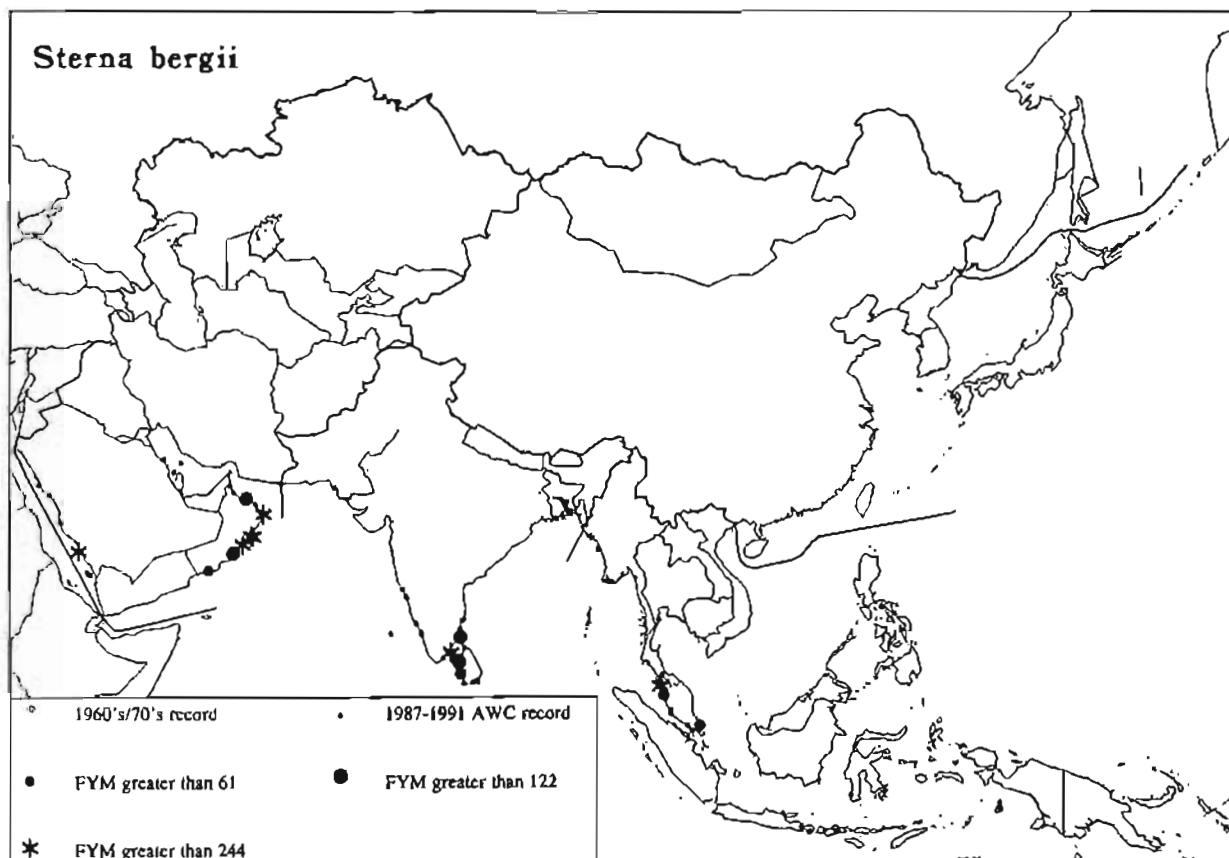 Sterna bergii
1960's/70's record
1987-1991 AWC record
FYM greater than 61
FYM greater than 122
FYM greater than 244